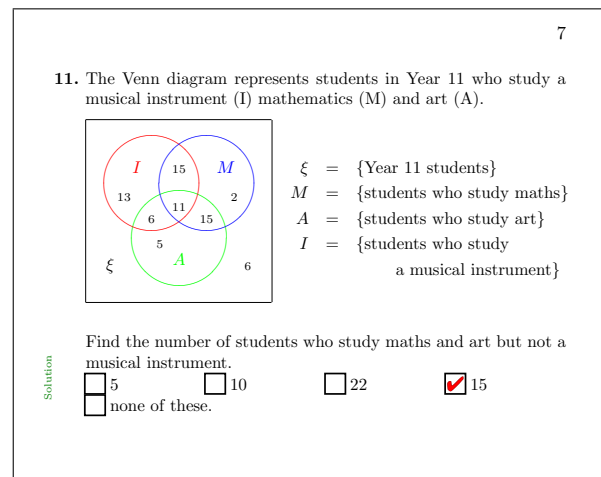 7
11. The Venn diagram represents students in Year 11 who study a
musical instrument (I) mathematics (M) and art (A).
I
15
M
13
2
11
6
15
5
A
ξ
6
ξ = {Year 11 students}
M = {students who study maths}
A = {students who study art}
I = {students who study
a musical instrument}
Find the number of students who study maths and art but not a
musical instrument.
Solution
5 10 22 ✔ 15
none of these.